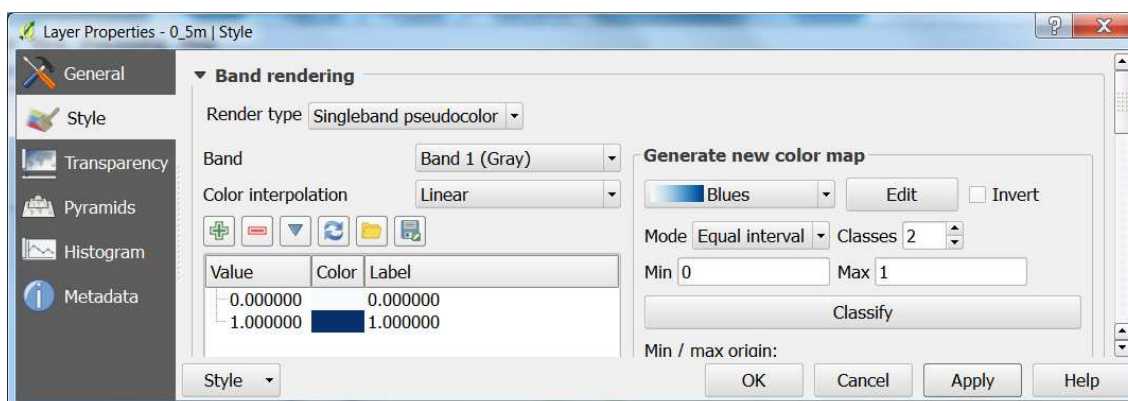 Layer Properties - 0_5m | Style
General
Style
Transparency
Pyramids
Histogram
Metadata
Band rendering
Render type Singleband pseudocolor
Band Band 1 (Gray)
Color interpolation Linear
Value Color Label
0.000000 0.000000
1.000000 1.000000
Generate new color map
Blues Edit Invert
Mode Equal interval Classes 2
Min 0 Max 1
Classify
Min / max origin:
Style OK Cancel Apply Help